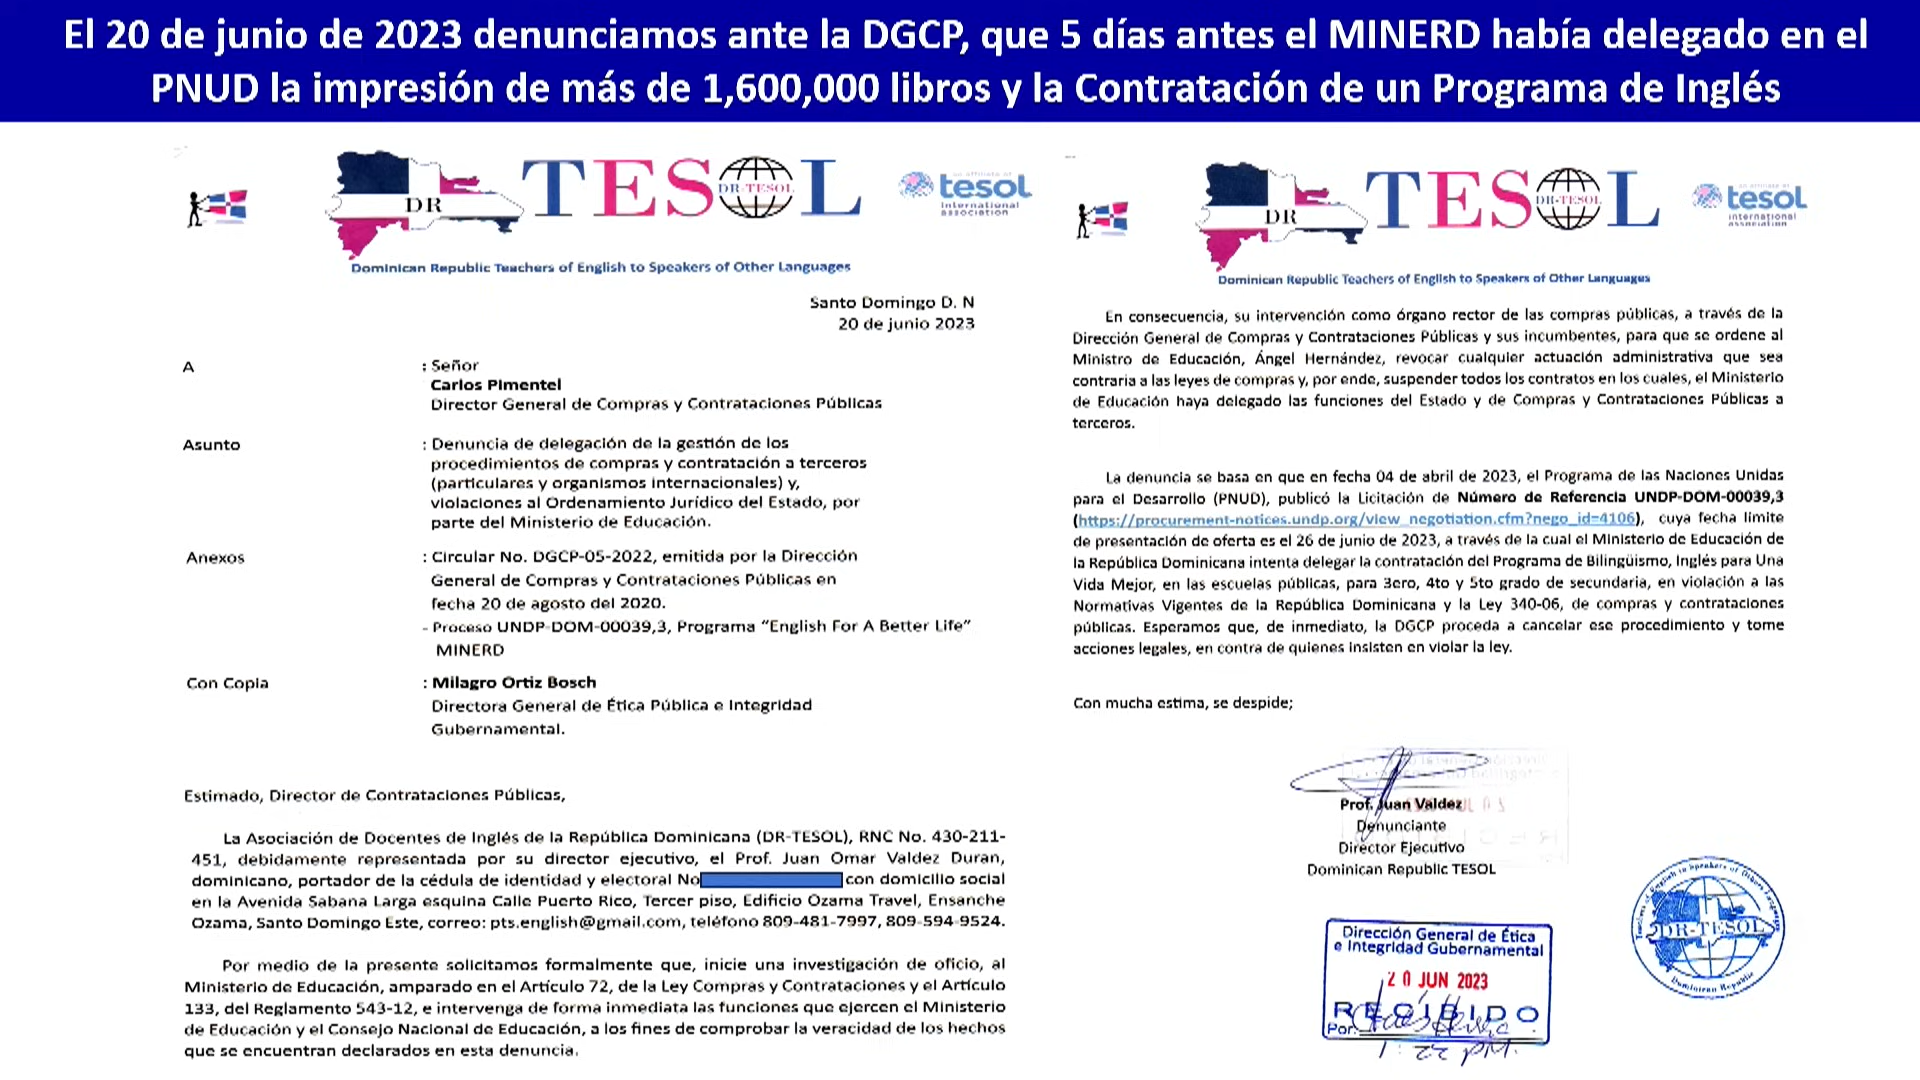 El 20 de junio de 2023 denunciamos ante la DGCP, que 5 días antes el MINERD había delegado en el
PNUD la impresión de más de 1,600,000 libros y la Contratación de un Programa de Inglés
DR
TESOL
DR-TESOL
an affiliate of
tesol
international
association
Dominican Republic Teachers of English to Speakers of Other Languages
Santo Domingo D. N
20 de junio 2023
A : Señor
Carlos Pimentel
Director General de Compras y Contrataciones Públicas
Asunto : Denuncia de delegación de la gestión de los
procedimientos de compras y contratación a terceros
(particulares y organismos internacionales) y,
violaciones al Ordenamiento Jurídico del Estado, por
parte del Ministerio de Educación.
Anexos : Circular No. DGCP-05-2022, emitida por la Dirección
General de Compras y Contrataciones Públicas en
fecha 20 de agosto del 2020.
- Proceso UNDP-DOM-00039,3, Programa “English For A Better Life”
MINERD
Con Copia : Milagro Ortiz Bosch
Directora General de Ética Pública e Integridad
Gubernamental.
Estimado, Director de Contrataciones Públicas,
La Asociación de Docentes de Inglés de la República Dominicana (DR-TESOL), RNC No. 430-211-
451, debidamente representada por su director ejecutivo, el Prof. Juan Omar Valdez Duran,
dominicano, portador de la cédula de identidad y electoral No con domicilio social
en la Avenida Sabana Larga esquina Calle Puerto Rico, Tercer piso, Edificio Ozama Travel, Ensanche
Ozama, Santo Domingo Este, correo: pts.english@gmail.com, teléfono 809-481-7997, 809-594-9524.
Por medio de la presente solicitamos formalmente que, inicie una investigación de oficio, al
Ministerio de Educación, amparado en el Artículo 72, de la Ley Compras y Contrataciones y el Artículo
133, del Reglamento 543-12, e intervenga de forma inmediata las funciones que ejercen el Ministerio
de Educación y el Consejo Nacional de Educación, a los fines de comprobar la veracidad de los hechos
que se encuentran declarados en esta denuncia.
DR
TESOL
DR-TESOL
an affiliate of
tesol
international
association
Dominican Republic Teachers of English to Speakers of Other Languages
En consecuencia, su intervención como órgano rector de las compras públicas, a través de la
Dirección General de Compras y Contrataciones Públicas y sus incumbentes, para que se ordene al
Ministro de Educación, Ángel Hernández, revocar cualquier actuación administrativa que sea
contraria a las leyes de compras y, por ende, suspender todos los contratos en los cuales, el Ministerio
de Educación haya delegado las funciones del Estado y de Compras y Contrataciones Públicas a
terceros.
La denuncia se basa en que en fecha 04 de abril de 2023, el Programa de las Naciones Unidas
para el Desarrollo (PNUD), publicó la Licitación de Número de Referencia UNDP-DOM-00039,3
(https://procurement-notices.undp.org/view_negotiation.cfm?nego_id=4106), cuya fecha límite
de presentación de oferta es el 26 de junio de 2023, a través de la cual el Ministerio de Educación de
la República Dominicana intenta delegar la contratación del Programa de Bilingüismo, Inglés para Una
Vida Mejor, en las escuelas públicas, para 3ero, 4to y 5to grado de secundaria, en violación a las
Normativas Vigentes de la República Dominicana y la Ley 340-06, de compras y contrataciones
públicas. Esperamos que, de inmediato, la DGCP proceda a cancelar ese procedimiento y tome
acciones legales, en contra de quienes insisten en violar la ley.
Con mucha estima, se despide;
Prof. Juan Valdez
Denunciante
Director Ejecutivo
Dominican Republic TESOL
Dirección General de Ética
e Integridad Gubernamental
20 JUN 2023
RECIBIDO
Por:
1:22 PM.
Teachers of English to Speakers of Others Languages
DR-TESOL
Dominican Republic